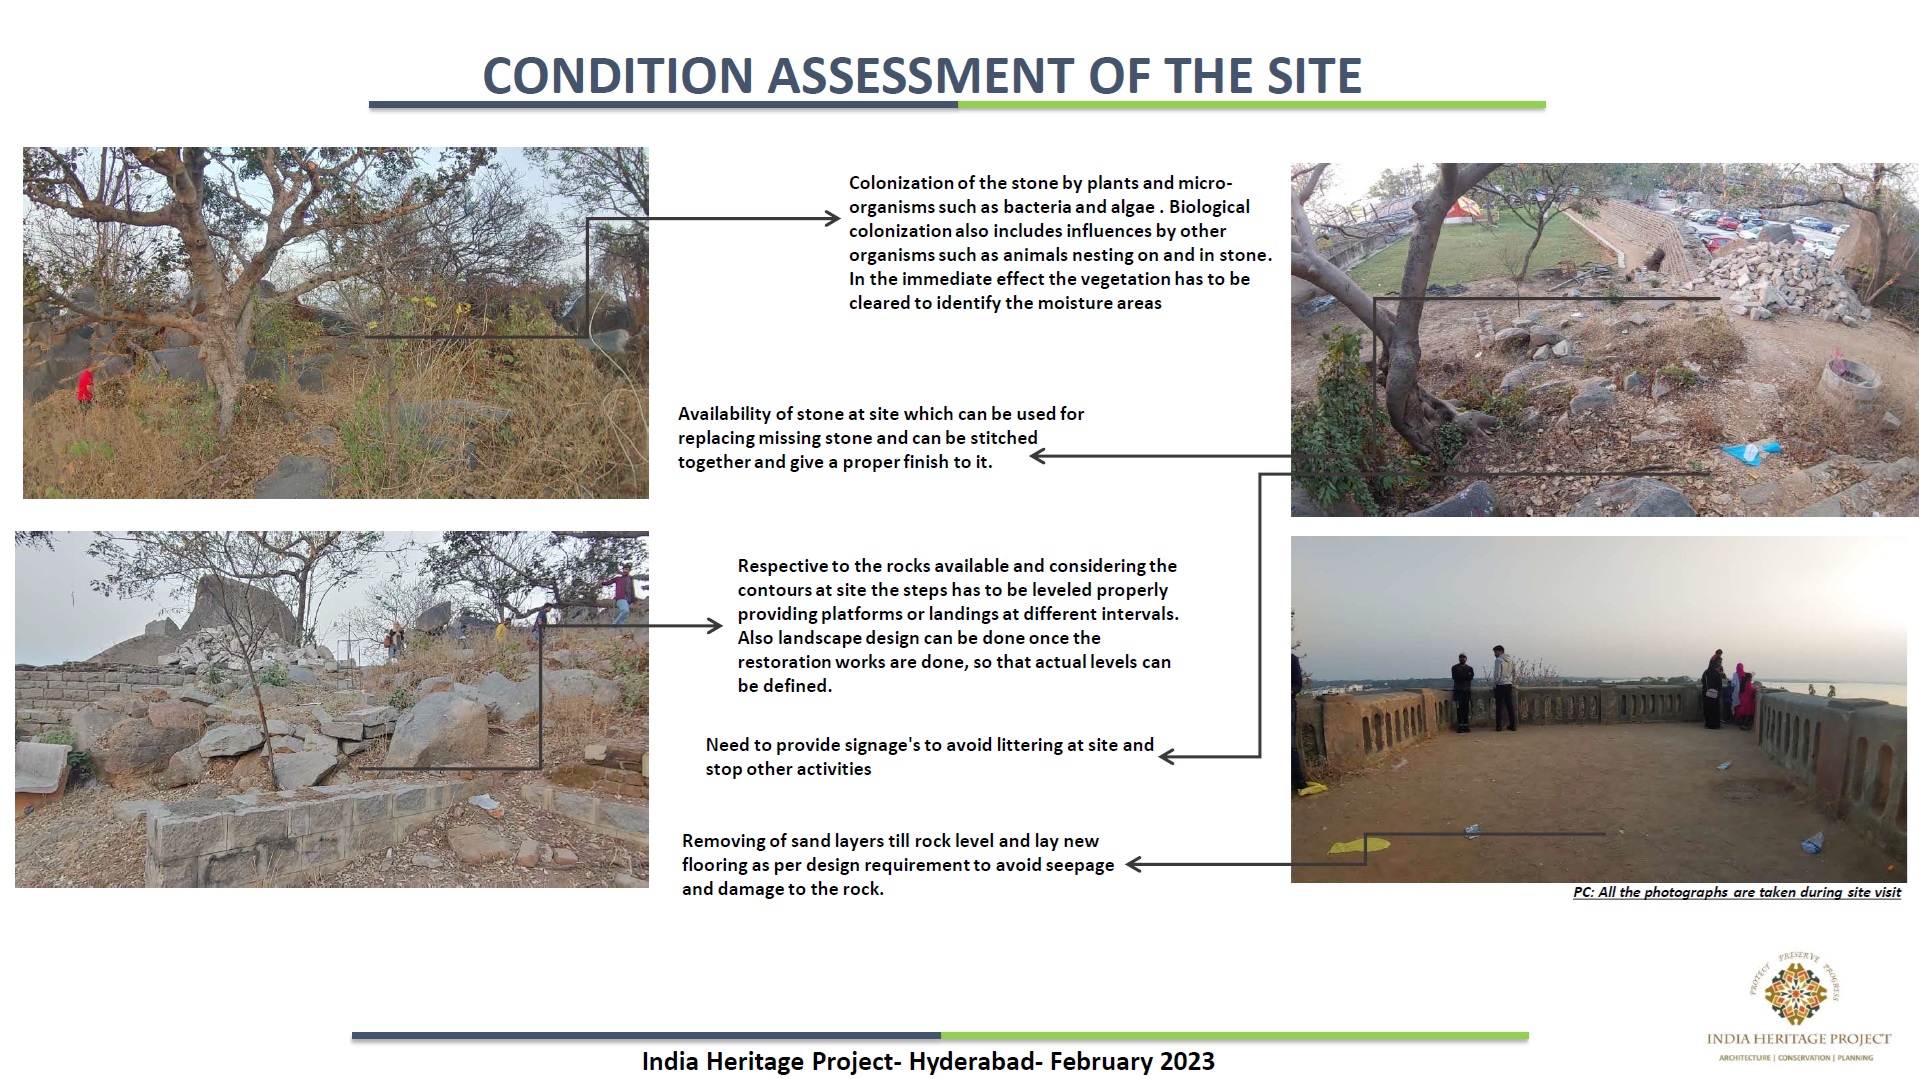 CONDITION ASSESSMENT OF THE SITE
Colonization of the stone by plants and micro-
organisms such as bacteria and algae . Biological
colonization also includes influences by other
organisms such as animals nesting on and in stone.
In the immediate effect the vegetation has to be
cleared to identify the moisture areas
Availability of stone at site which can be used for
replacing missing stone and can be stitched
together and give a proper finish to it.
Respective to the rocks available and considering the
contours at site the steps has to be leveled properly
providing platforms or landings at different intervals.
Also landscape design can be done once the
restoration works are done, so that actual levels can
be defined.
Need to provide signage's to avoid littering at site and
stop other activities
Removing of sand layers till rock level and lay new
flooring as per design requirement to avoid seepage
and damage to the rock.
PC: All the photographs are taken during site visit
PROTECT PRESERVE PROGRESS
INDIA HERITAGE PROJECT
ARCHITECTURE | CONSERVATION | PLANNING
India Heritage Project- Hyderabad- February 2023